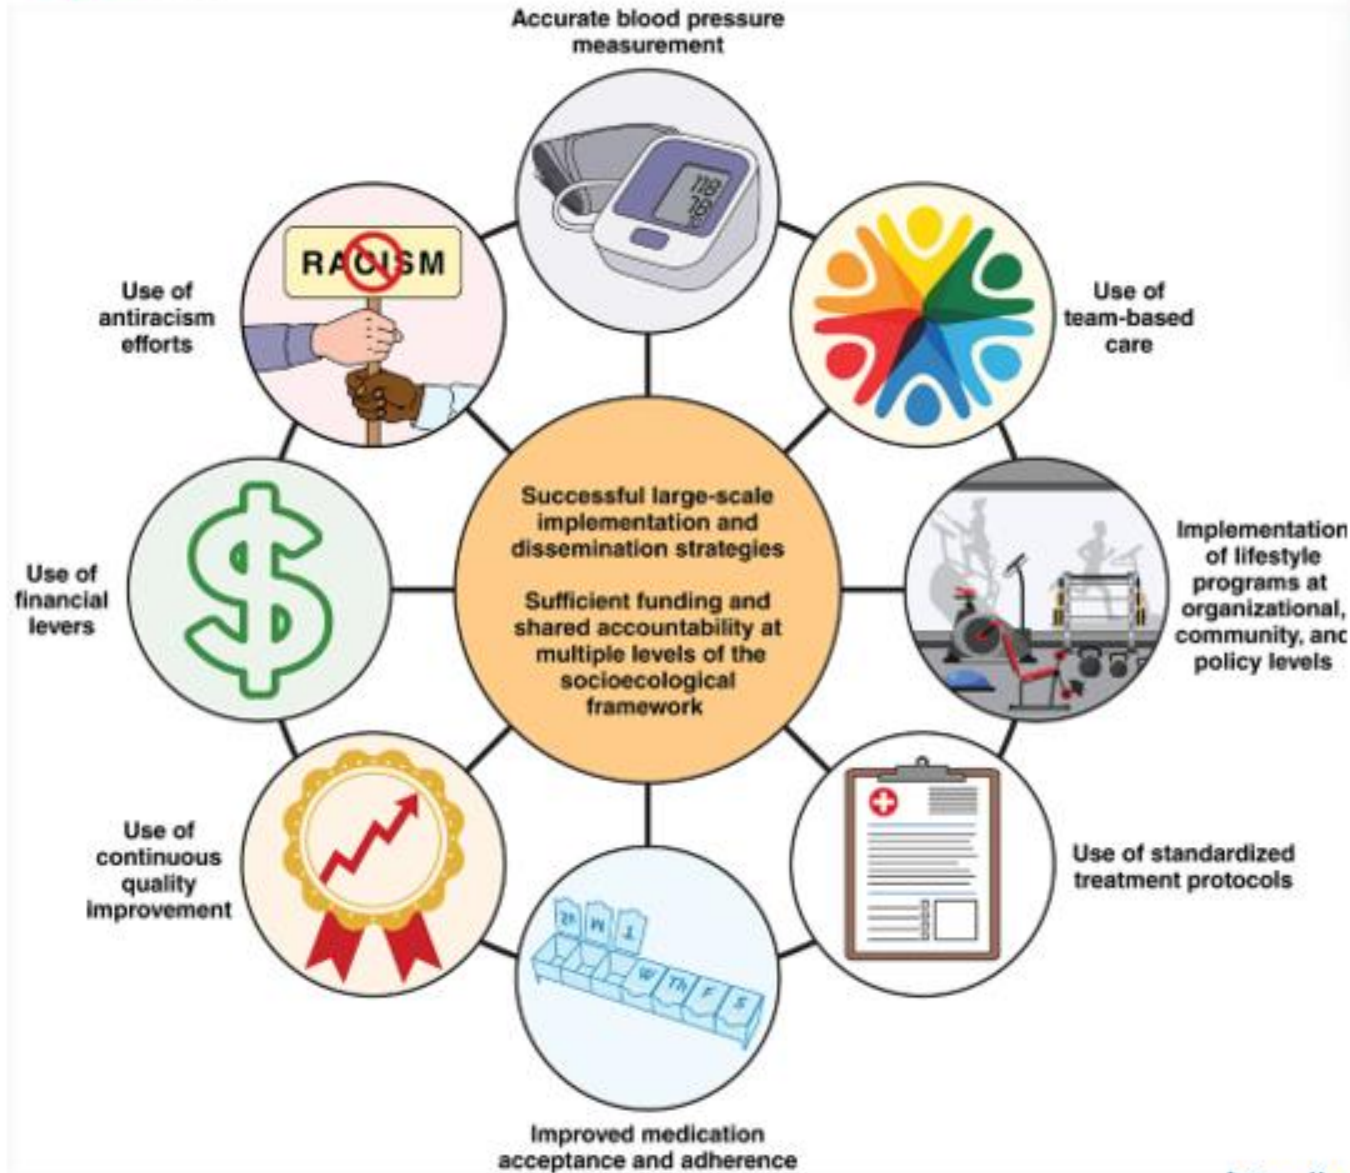 Accurate blood pressure
measurement
118
78
Use of
team-based
care
Implementation
of lifestyle
programs at
organizational,
community, and
policy levels
Use of standardized
treatment protocols
Improved medication
acceptance and adherence
W
Th
F
S
M
T
Use of
continuous
quality
improvement
Use of
financial
levers
Use of
antiracism
efforts
RACISM
Successful large-scale
implementation and
dissemination strategies
Sufficient funding and
shared accountability at
multiple levels of the
socioecological
framework